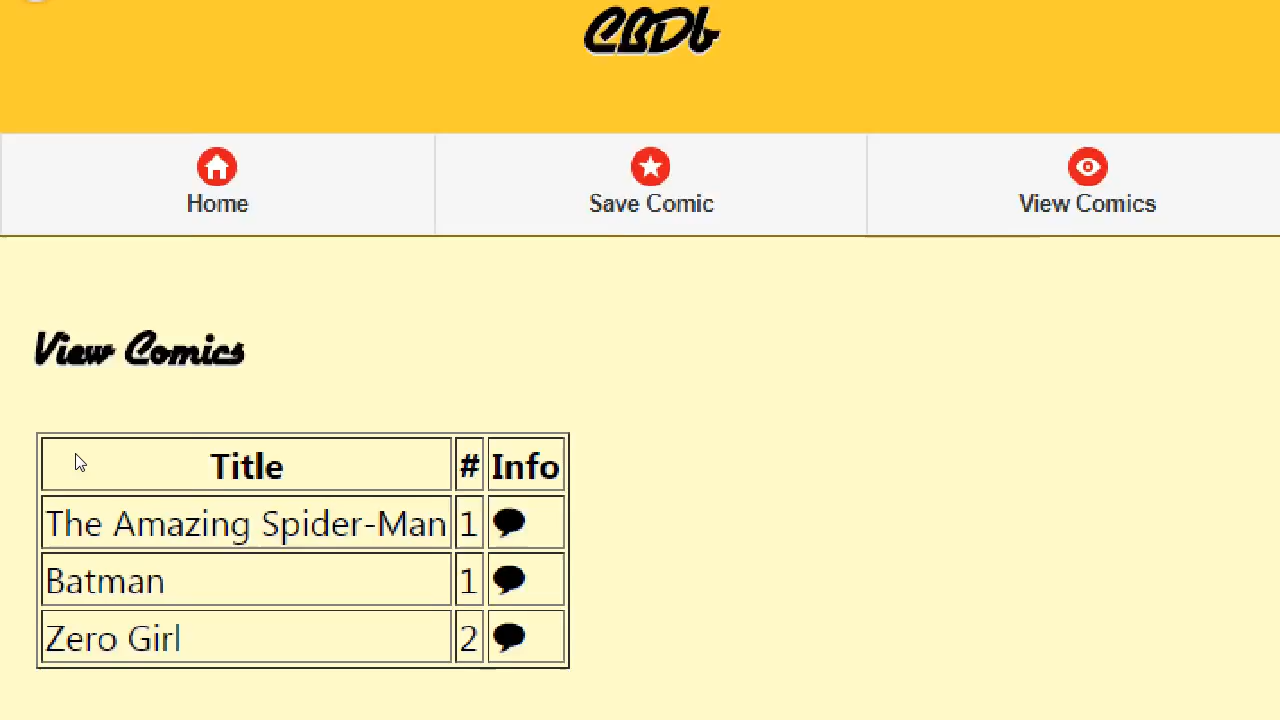 CBDb
Home Save Comic View Comics
View Comics
Title # Info
The Amazing Spider-Man 1
Batman 1
Zero Girl 2